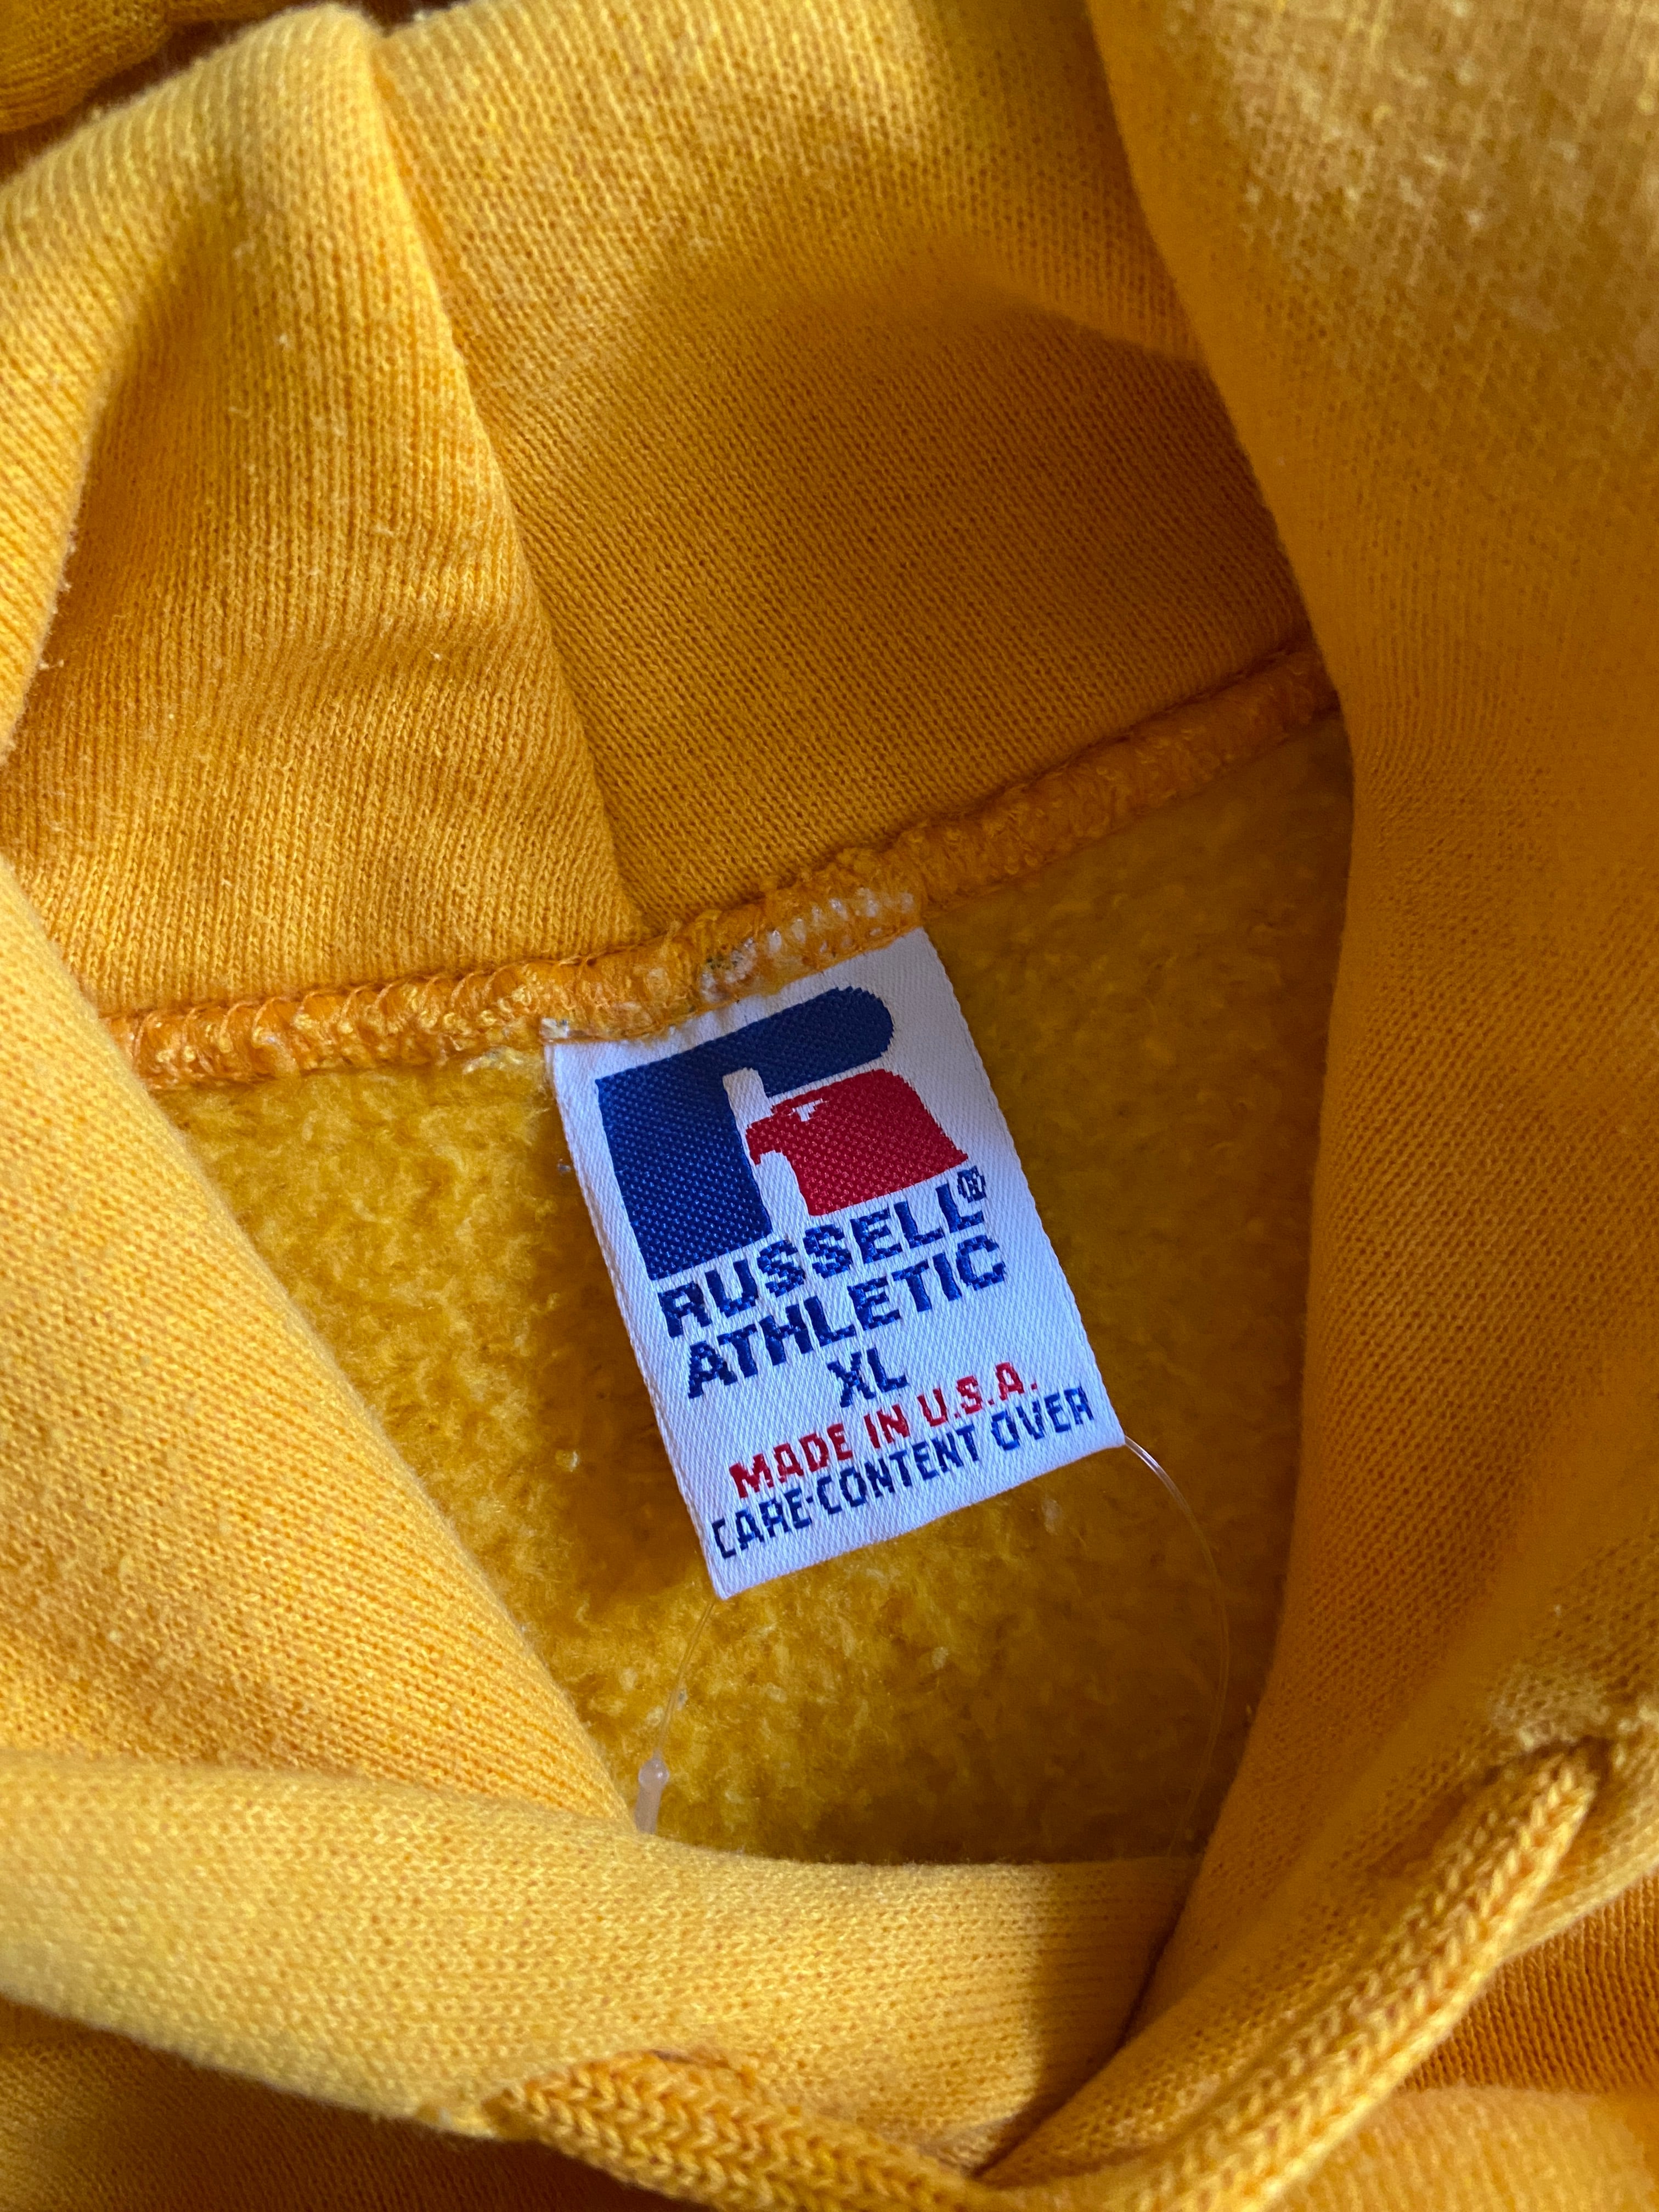 RUSSELL®
ATHLETIC
XL
MADE IN U.S.A.
CARE-CONTENT OVER